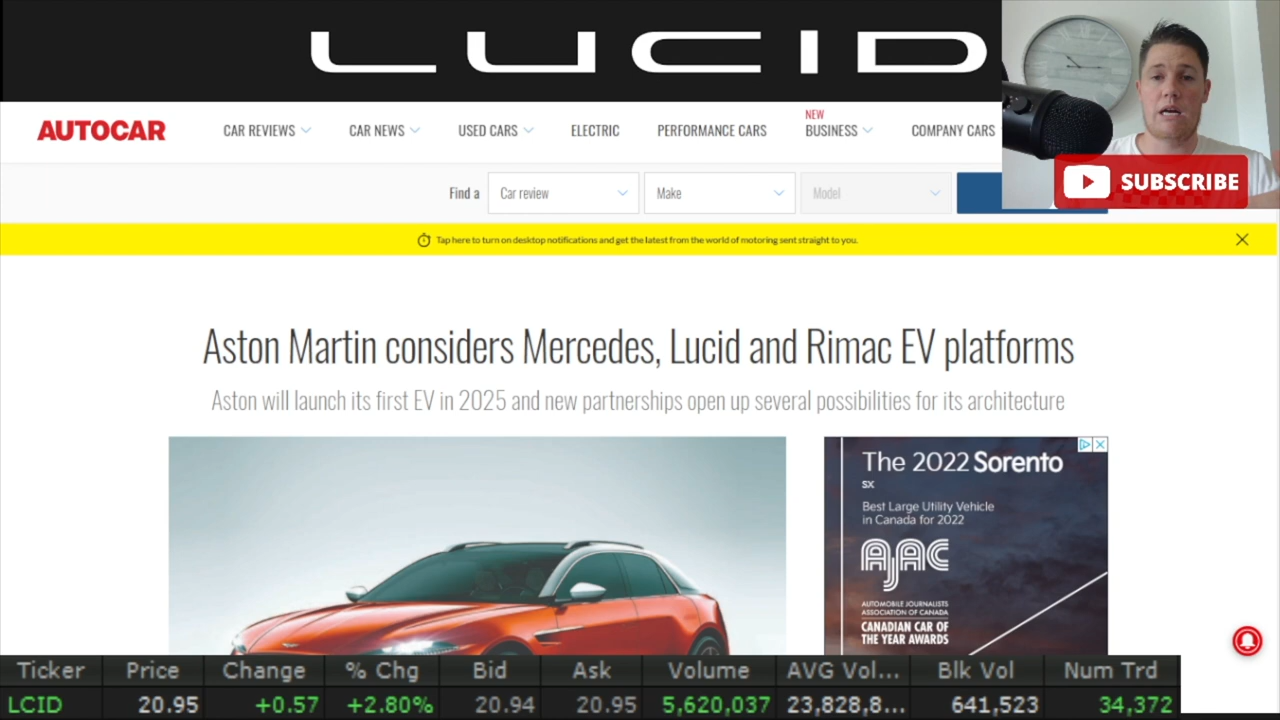 LUCID
AUTOCAR
CAR REVIEWS
CAR NEWS
USED CARS
ELECTRIC
PERFORMANCE CARS
NEW
BUSINESS
COMPANY CARS
SUBSCRIBE
Find a
Car review
Make
Model
Tap here to turn on desktop notifications and get the latest from the world of motoring sent straight to you.
Aston Martin considers Mercedes, Lucid and Rimac EV platforms
Aston will launch its first EV in 2025 and new partnerships open up several possibilities for its architecture
The 2022 Sorento
SX
Best Large Utility Vehicle
in Canada for 2022
AJAC
AUTOMOBILE JOURNALISTS
ASSOCIATION OF CANADA
CANADIAN CAR OF
THE YEAR AWARDS
Ticker Price Change % Chg Bid Ask Volume AVG Vol... Blk Vol Num Trd
LCID 20.95 +0.57 +2.80% 20.94 20.95 5,620,037 23,828,8... 641,523 34,372